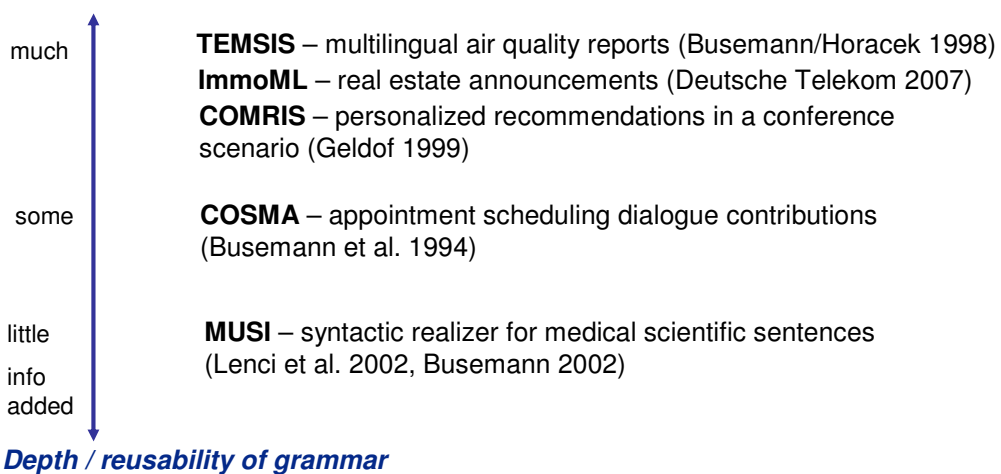 much
TEMSIS – multilingual air quality reports (Busemann/Horacek 1998)
ImmoML – real estate announcements (Deutsche Telekom 2007)
COMRIS – personalized recommendations in a conference
scenario (Geldof 1999)
some
COSMA – appointment scheduling dialogue contributions
(Busemann et al. 1994)
little
MUSI – syntactic realizer for medical scientific sentences
(Lenci et al. 2002, Busemann 2002)
info
added
Depth / reusability of grammar